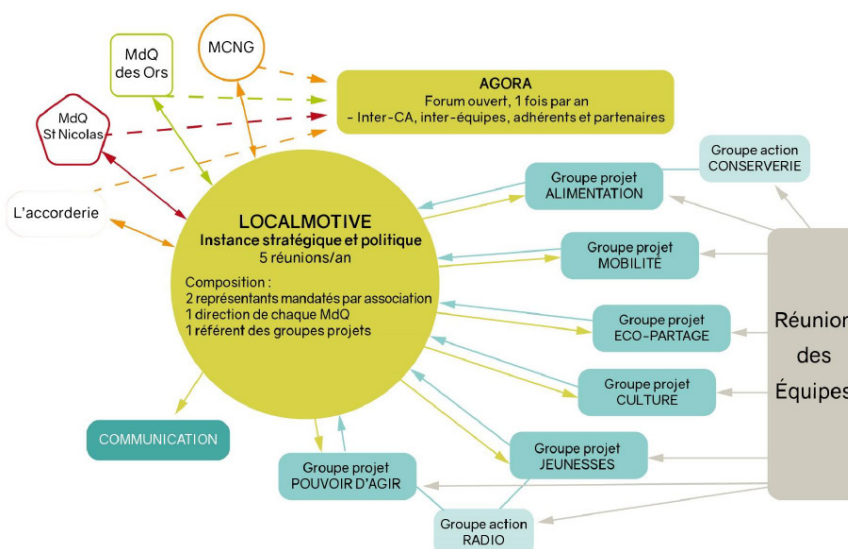 MCNG
MdQ
des Ors
MdQ
St Nicolas
L'accorderie
AGORA
Forum ouvert, 1 fois par an
- Inter-CA, inter-équipes, adhérents et partenaires
LOCALMOTIVE
Instance stratégique et politique
5 réunions/an
Composition :
2 représentants mandatés par association
1 direction de chaque MdQ
1 référent des groupes projets
COMMUNICATION
Groupe action
CONSERVERIE
Groupe projet
ALIMENTATION
Groupe projet
MOBILITÉ
Groupe projet
ECO-PARTAGE
Groupe projet
CULTURE
Groupe projet
JEUNESSES
Groupe projet
POUVOIR D'AGIR
Groupe action
RADIO
Réunion
des
Équipes